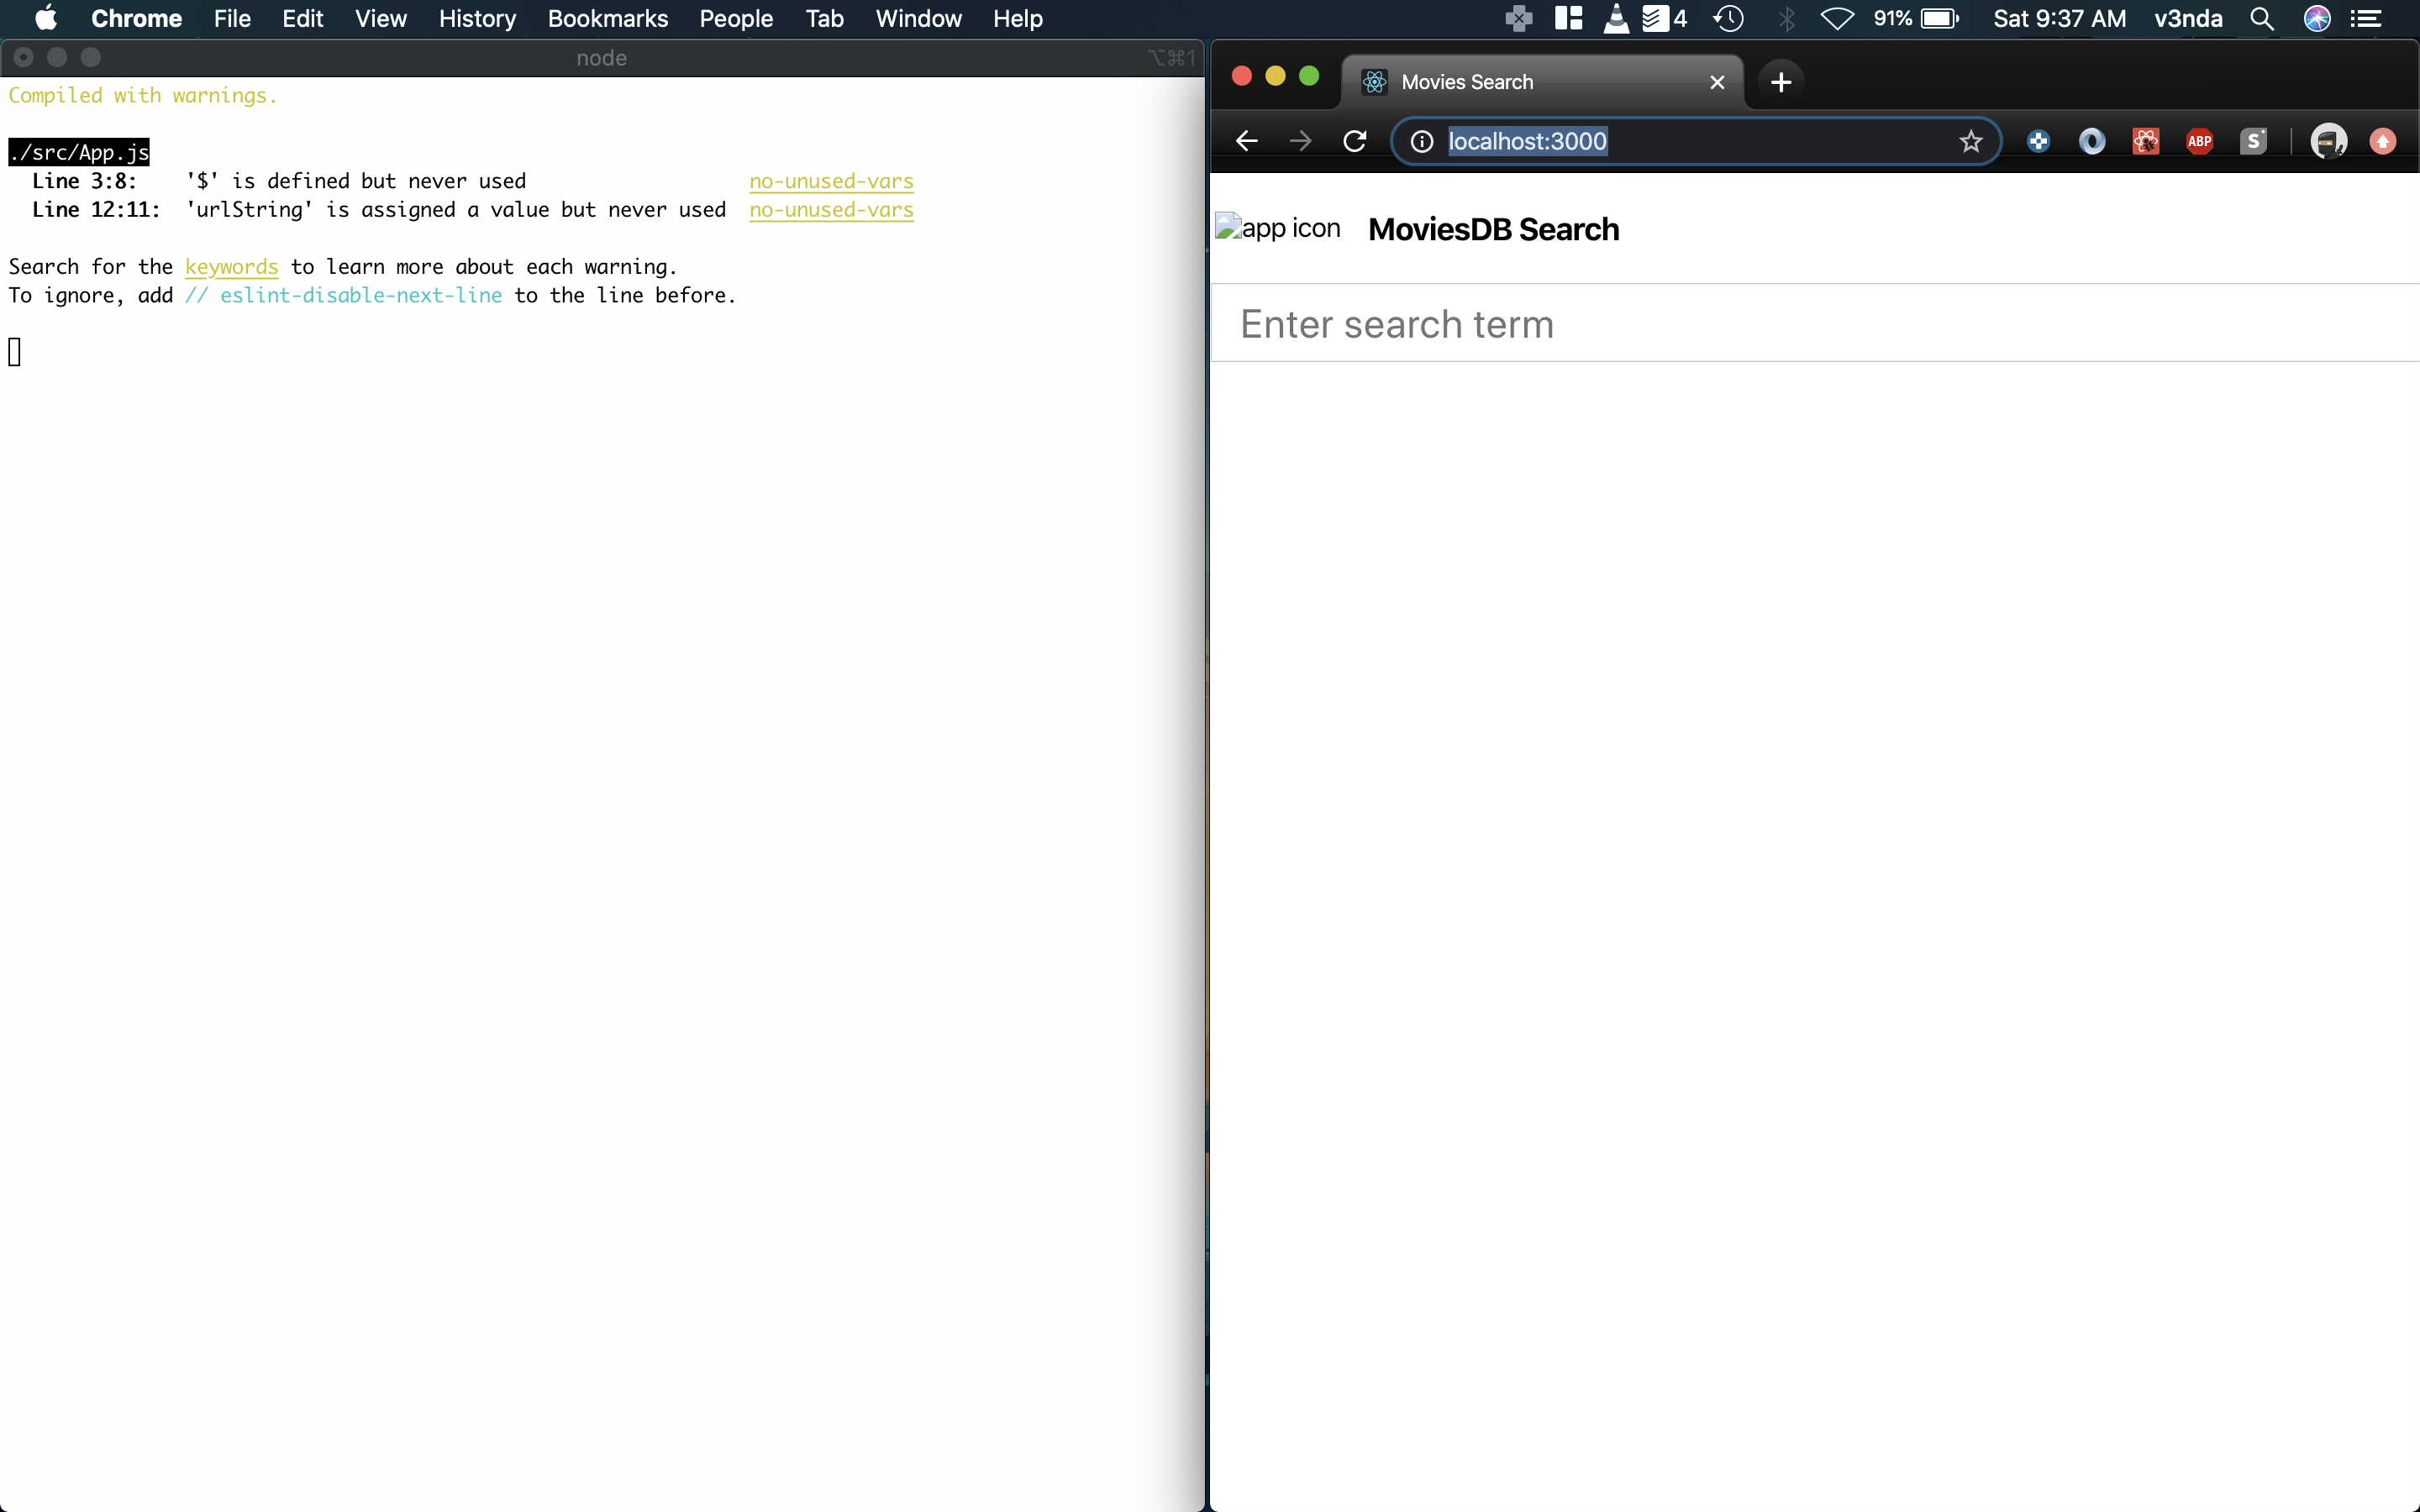 Chrome File Edit View History Bookmarks People Tab Window Help 4 91% Sat 9:37 AM v3nda
node ⌥⌘1
Compiled with warnings.
./src/App.js
Line 3:8: '$' is defined but never used no-unused-vars
Line 12:11: 'urlString' is assigned a value but never used no-unused-vars
Search for the keywords to learn more about each warning.
To ignore, add // eslint-disable-next-line to the line before.
Movies Search
localhost:3000 ABP S
app icon MoviesDB Search
Enter search term